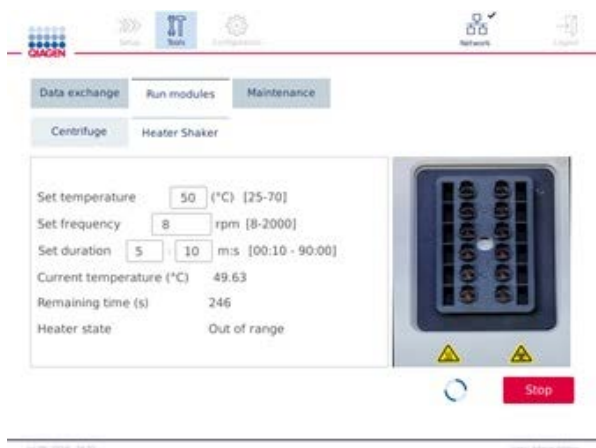 QIAGEN
Setup
Tools
Configuration
Network
Logout
Data exchange
Run modules
Maintenance
Centrifuge
Heater Shaker
Set temperature 50 (°C) [25-70]
Set frequency 8 rpm [8-2000]
Set duration 5 : 10 m:s [00:10 - 90:00]
Current temperature (°C) 49.63
Remaining time (s) 246
Heater state Out of range
Stop